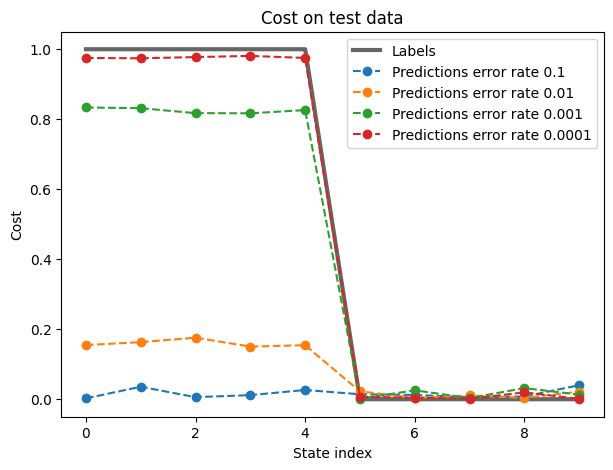 Cost on test data
Labels
Predictions error rate 0.1
Predictions error rate 0.01
Predictions error rate 0.001
Predictions error rate 0.0001
1.0
0.8
0.6
0.4
0.2
0.0
Cost
0 2 4 6 8
State index